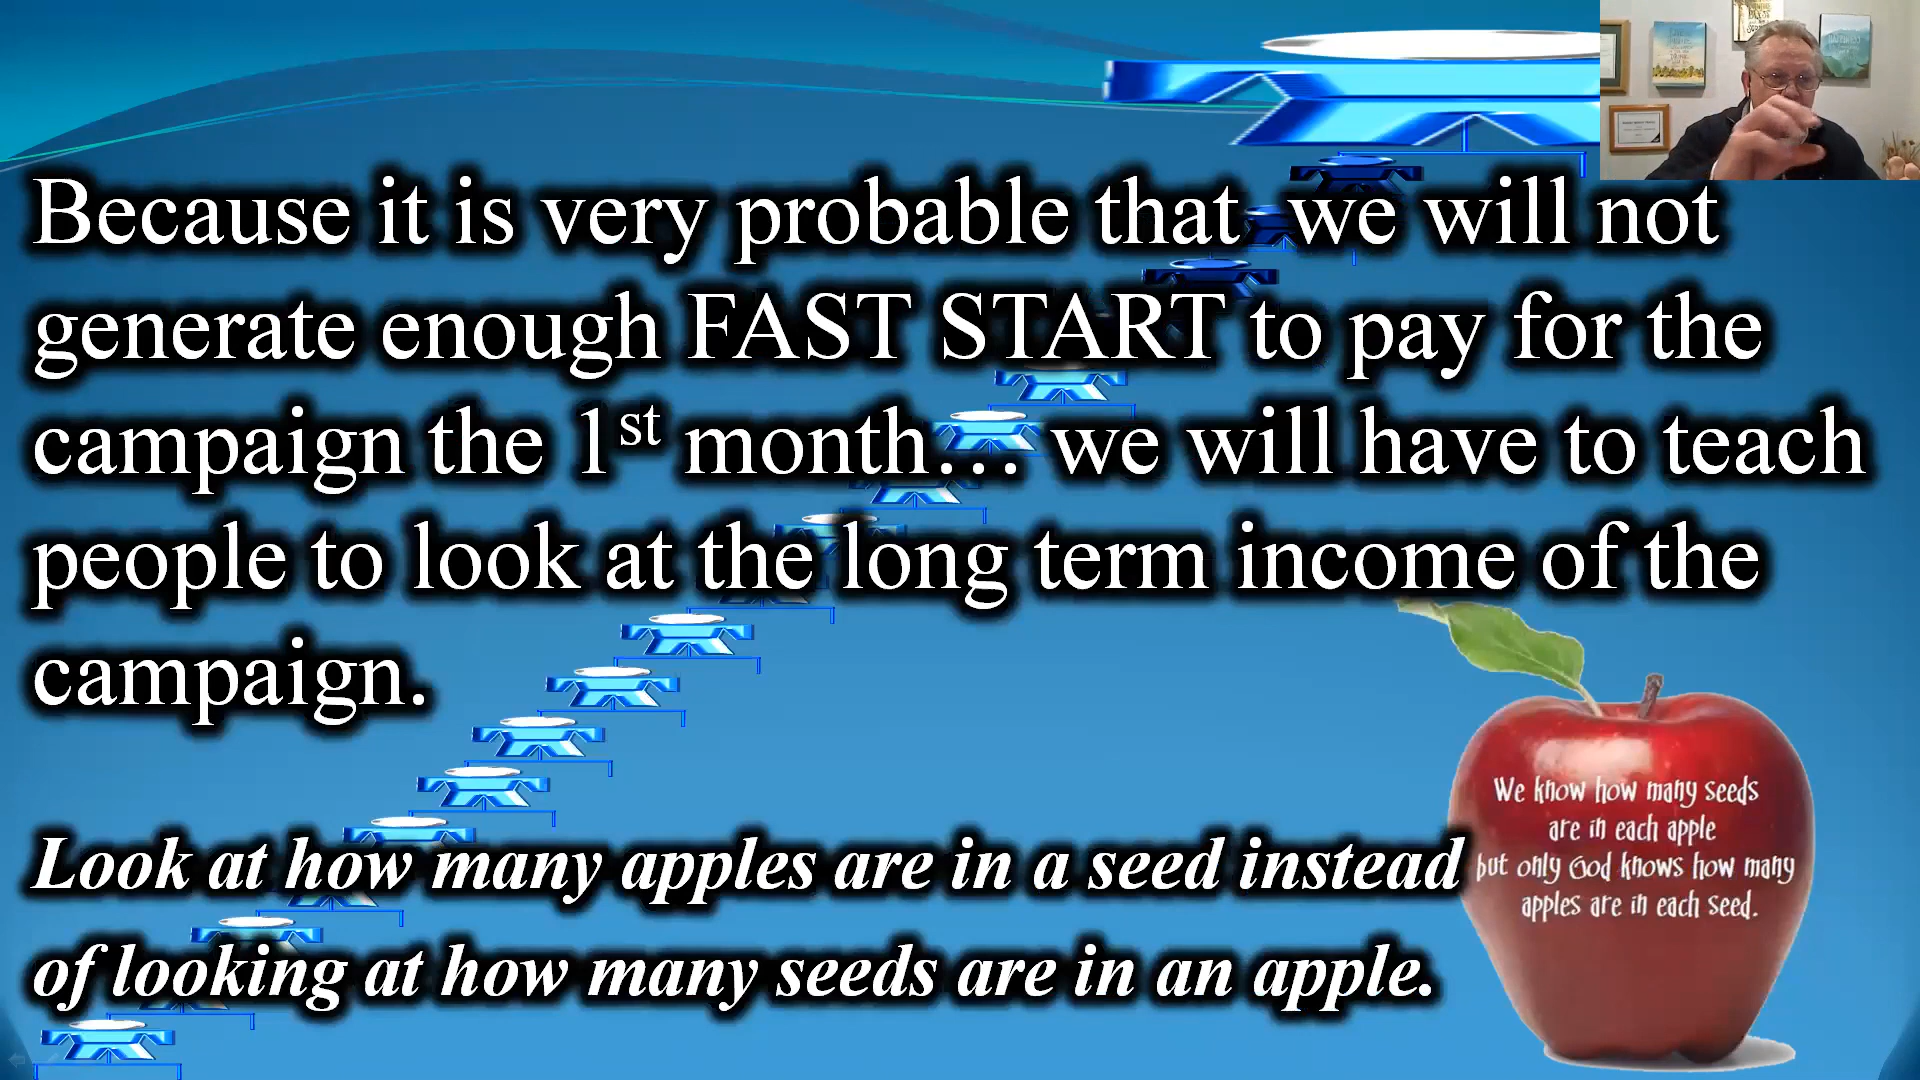 Because it is very probable that we will not
generate enough FAST START to pay for the
campaign the 1st month… we will have to teach
people to look at the long term income of the
campaign.
Look at how many apples are in a seed instead
of looking at how many seeds are in an apple.
We know how many seeds
are in each apple
but only God knows how many
apples are in each seed.